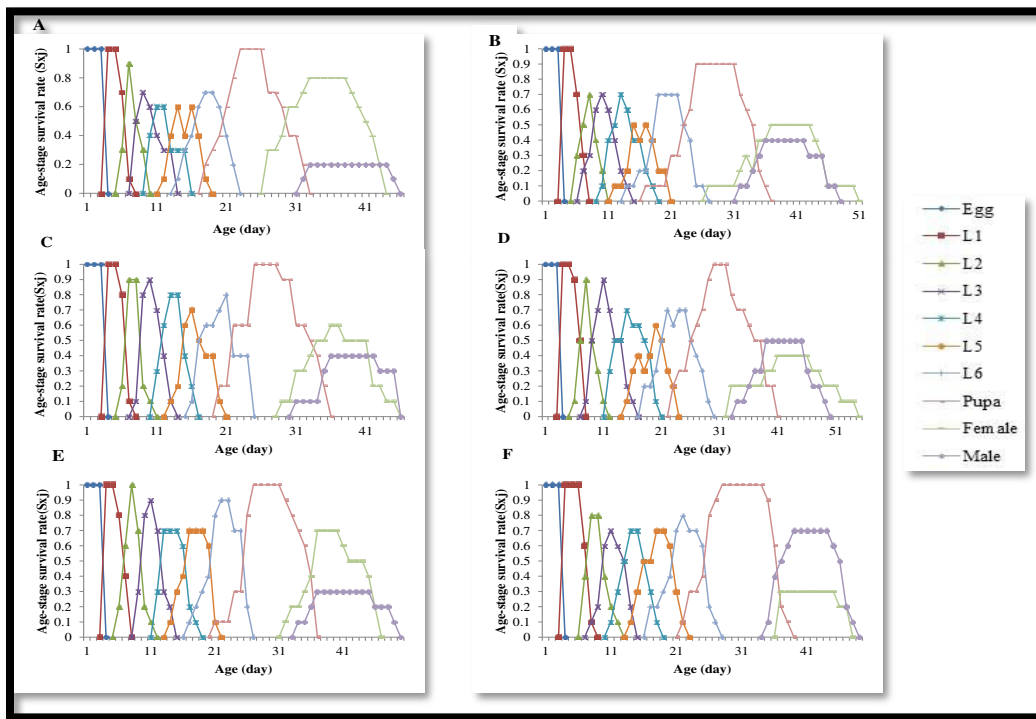 A
Age-stage survival rate (Sxj)
1
0.8
0.6
0.4
0.2
0
1 11 21 31 41
Age (day)
B
Age-stage survival rate (Sxj)
1
0.9
0.8
0.7
0.6
0.5
0.4
0.3
0.2
0.1
0
1 11 21 31 41 51
Age (day)
C
Age-stage survival rate(Sxj)
1
0.9
0.8
0.7
0.6
0.5
0.4
0.3
0.2
0.1
0
1 11 21 31 41
Age (day)
D
Age-stage survival rate(Sxj)
1
0.9
0.8
0.7
0.6
0.5
0.4
0.3
0.2
0.1
0
1 11 21 31 41 51
Age (day)
E
Age-stage survival rate (Sxj)
1
0.9
0.8
0.7
0.6
0.5
0.4
0.3
0.2
0.1
0
1 11 21 31 41
Age (day)
F
Age-stage survival rate (Sxj)
1
0.9
0.8
0.7
0.6
0.5
0.4
0.3
0.2
0.1
0
1 11 21 31 41
Age (day)
Egg
L1
L2
L3
L4
L5
L6
Pupa
Female
Male